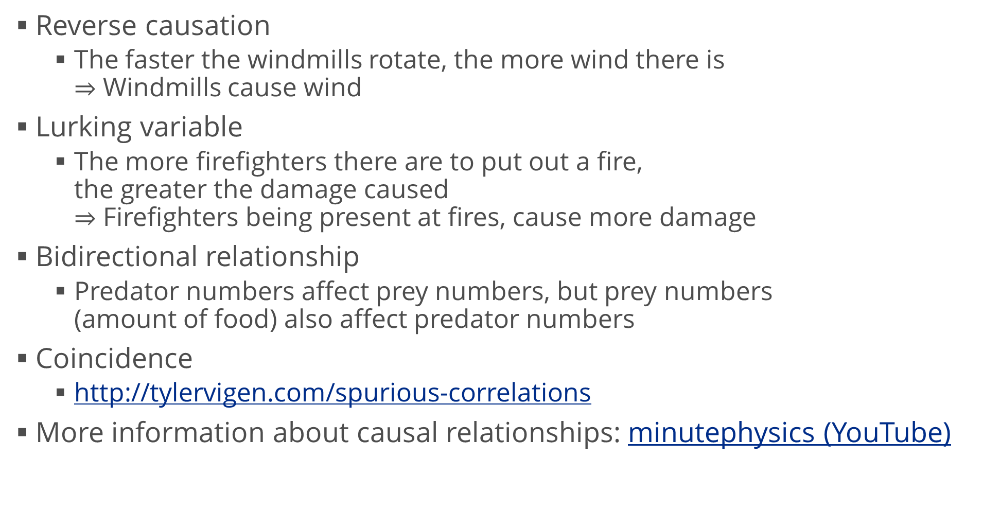 ▪ Reverse causation
▪ The faster the windmills rotate, the more wind there is
⇒ Windmills cause wind
▪ Lurking variable
▪ The more firefighters there are to put out a fire,
the greater the damage caused
⇒ Firefighters being present at fires, cause more damage
▪ Bidirectional relationship
▪ Predator numbers affect prey numbers, but prey numbers
(amount of food) also affect predator numbers
▪ Coincidence
▪ http://tylervigen.com/spurious-correlations
▪ More information about causal relationships: minutephysics (YouTube)